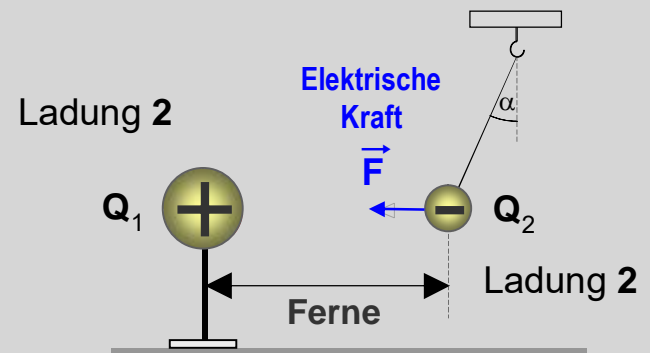 Elektrische
Kraft
F
α
Ladung 2
Q1
+
−
Q2
Ladung 2
Ferne